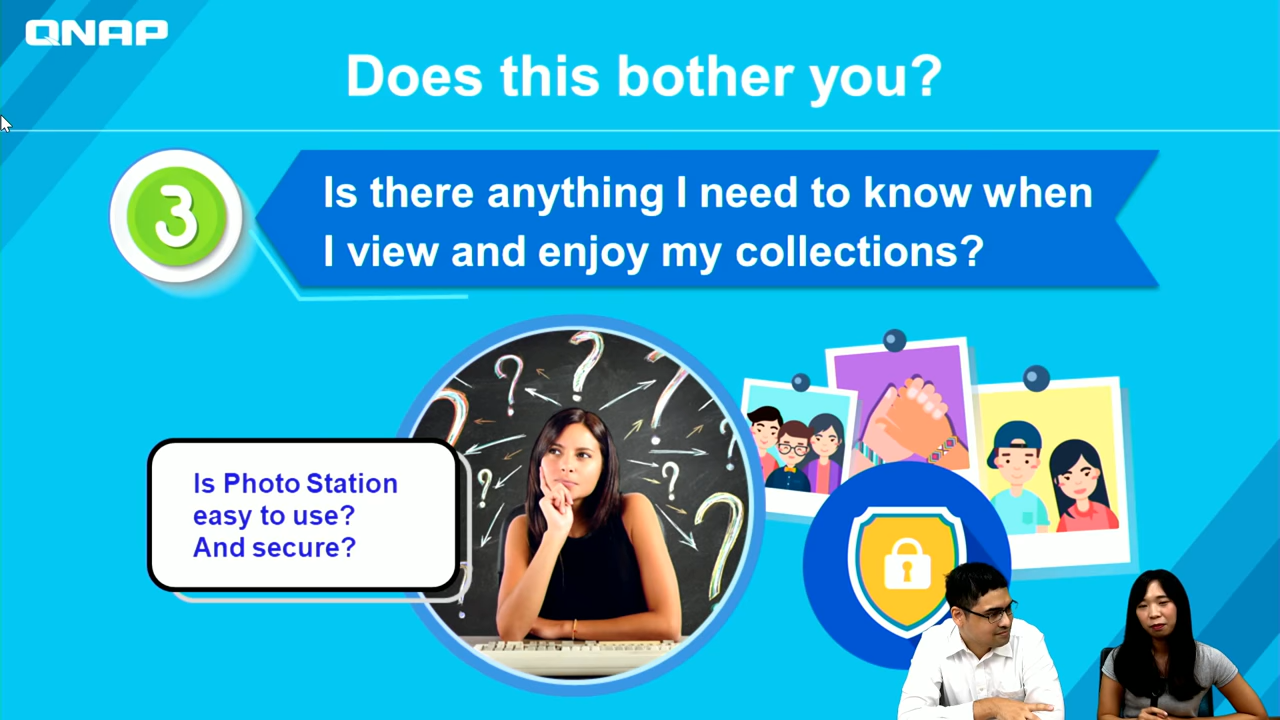 QNAP
Does this bother you?
3
Is there anything I need to know when
I view and enjoy my collections?
Is Photo Station
easy to use?
And secure?